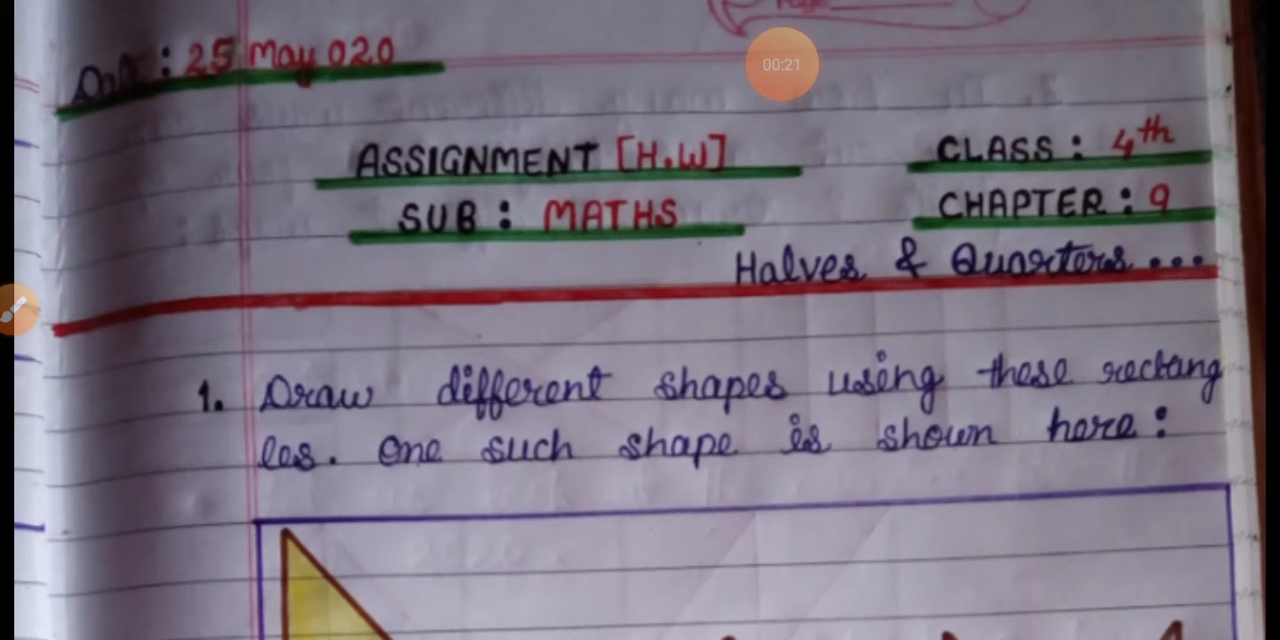 Date : 25 May 020
00:21
ASSIGNMENT [H.W]
CLASS : 4th
SUB : MATHS
CHAPTER : 9
Halves & Quarters...
1. Draw different shapes using these rectang
les. One such shape is shown here :